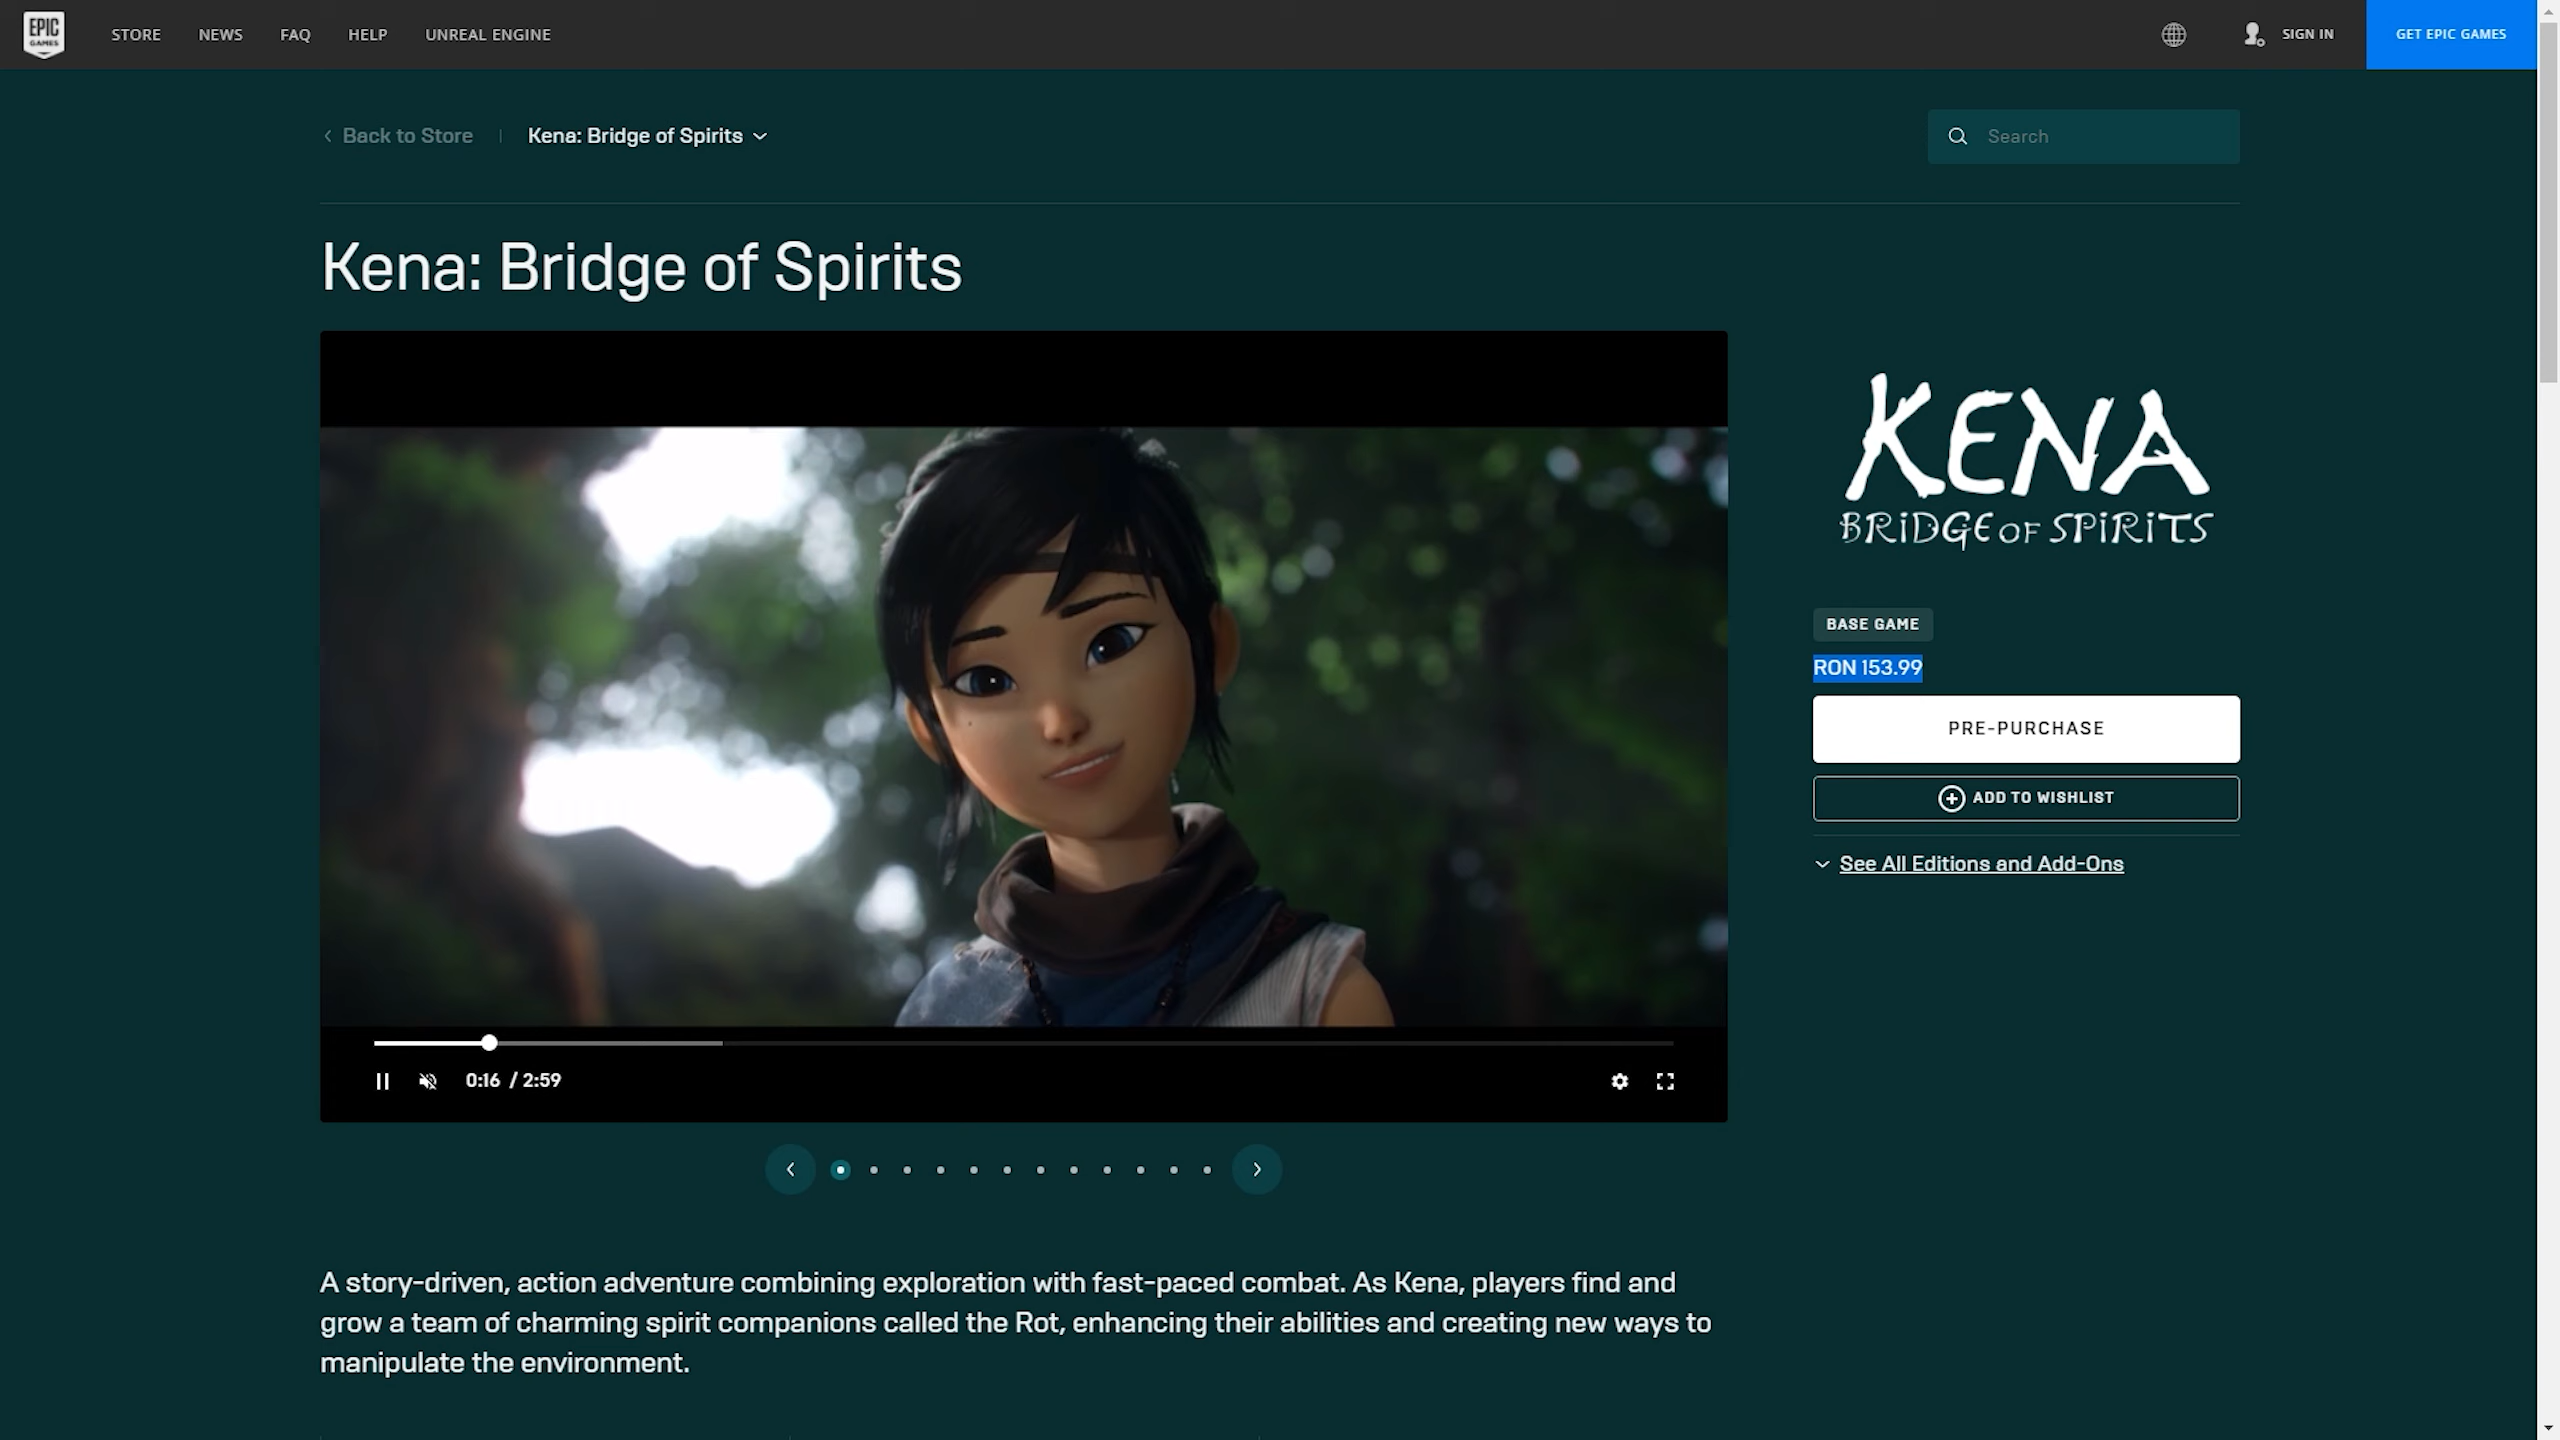 EPIC
GAMES
STORE
NEWS
FAQ
HELP
UNREAL ENGINE
SIGN IN
GET EPIC GAMES
Back to Store
Kena: Bridge of Spirits
Search
Kena: Bridge of Spirits
KENA
BRIDGE OF SPIRITS
BASE GAME
RON 153.99
PRE-PURCHASE
ADD TO WISHLIST
See All Editions and Add-Ons
0:16 / 2:59
A story-driven, action adventure combining exploration with fast-paced combat. As Kena, players find and
grow a team of charming spirit companions called the Rot, enhancing their abilities and creating new ways to
manipulate the environment.